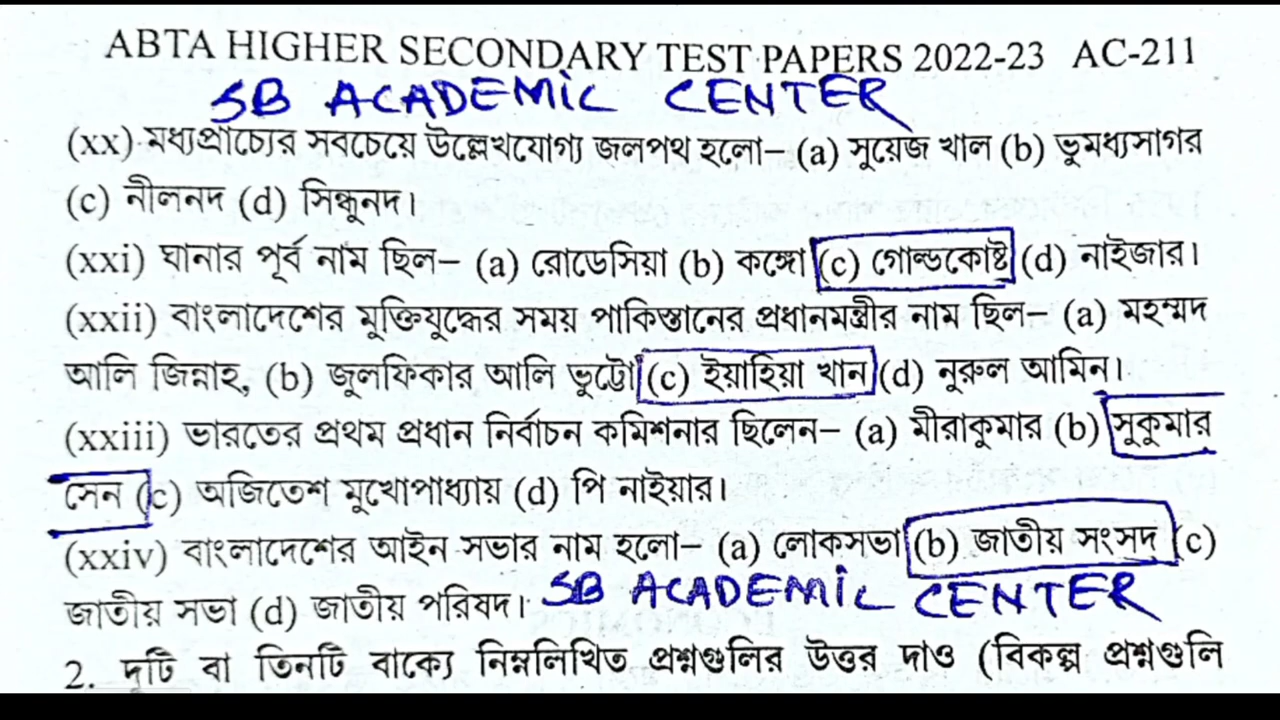 ABTA HIGHER SECONDARY TEST PAPERS 2022-23 AC-211
SB ACADEMIC CENTER
(xx) মধ্যপ্রাচ্যের সবচেয়ে উল্লেখযোগ্য জলপথ হলো– (a) সুয়েজ খাল (b) ভুমধ্যসাগর
(c) নীলনদ (d) সিন্ধুনদ।
(xxi) ঘানার পূর্ব নাম ছিল– (a) রোডেসিয়া (b) কঙ্গো (c) গোল্ডকোষ্ট (d) নাইজার।
(xxii) বাংলাদেশের মুক্তিযুদ্ধের সময় পাকিস্তানের প্রধানমন্ত্রীর নাম ছিল– (a) মহম্মদ
আলি জিন্নাহ, (b) জুলফিকার আলি ভুট্টো (c) ইয়াহিয়া খান (d) নুরুল আমিন।
(xxiii) ভারতের প্রথম প্রধান নির্বাচন কমিশনার ছিলেন– (a) মীরাকুমার (b) সুকুমার
সেন (c) অজিতেশ মুখোপাধ্যায় (d) পি নাইয়ার।
(xxiv) বাংলাদেশের আইন সভার নাম হলো– (a) লোকসভা (b) জাতীয় সংসদ (c)
জাতীয় সভা (d) জাতীয় পরিষদ। SB ACADEMIC CENTER
2. দুটি বা তিনটি বাক্যে নিম্নলিখিত প্রশ্নগুলির উত্তর দাও (বিকল্প প্রশ্নগুলি